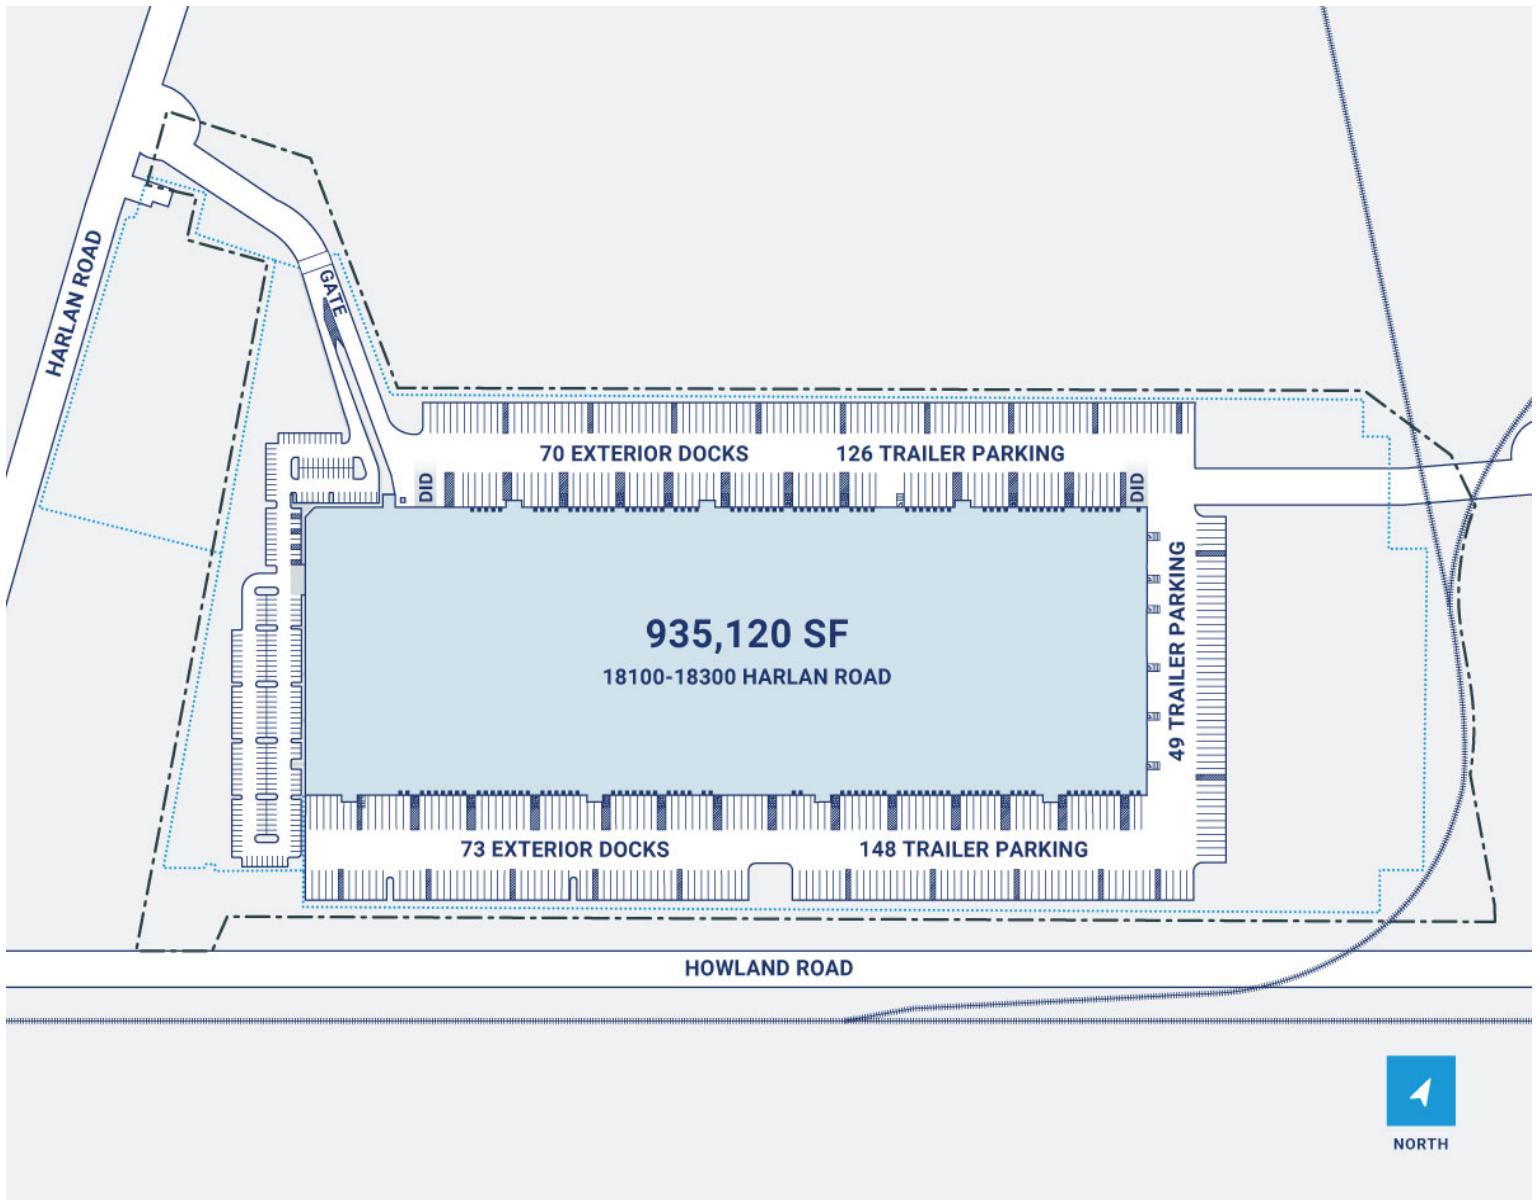 HARLAN ROAD
GATE
70 EXTERIOR DOCKS
126 TRAILER PARKING
DID
DID
935,120 SF
18100-18300 HARLAN ROAD
49 TRAILER PARKING
73 EXTERIOR DOCKS
148 TRAILER PARKING
HOWLAND ROAD
NORTH